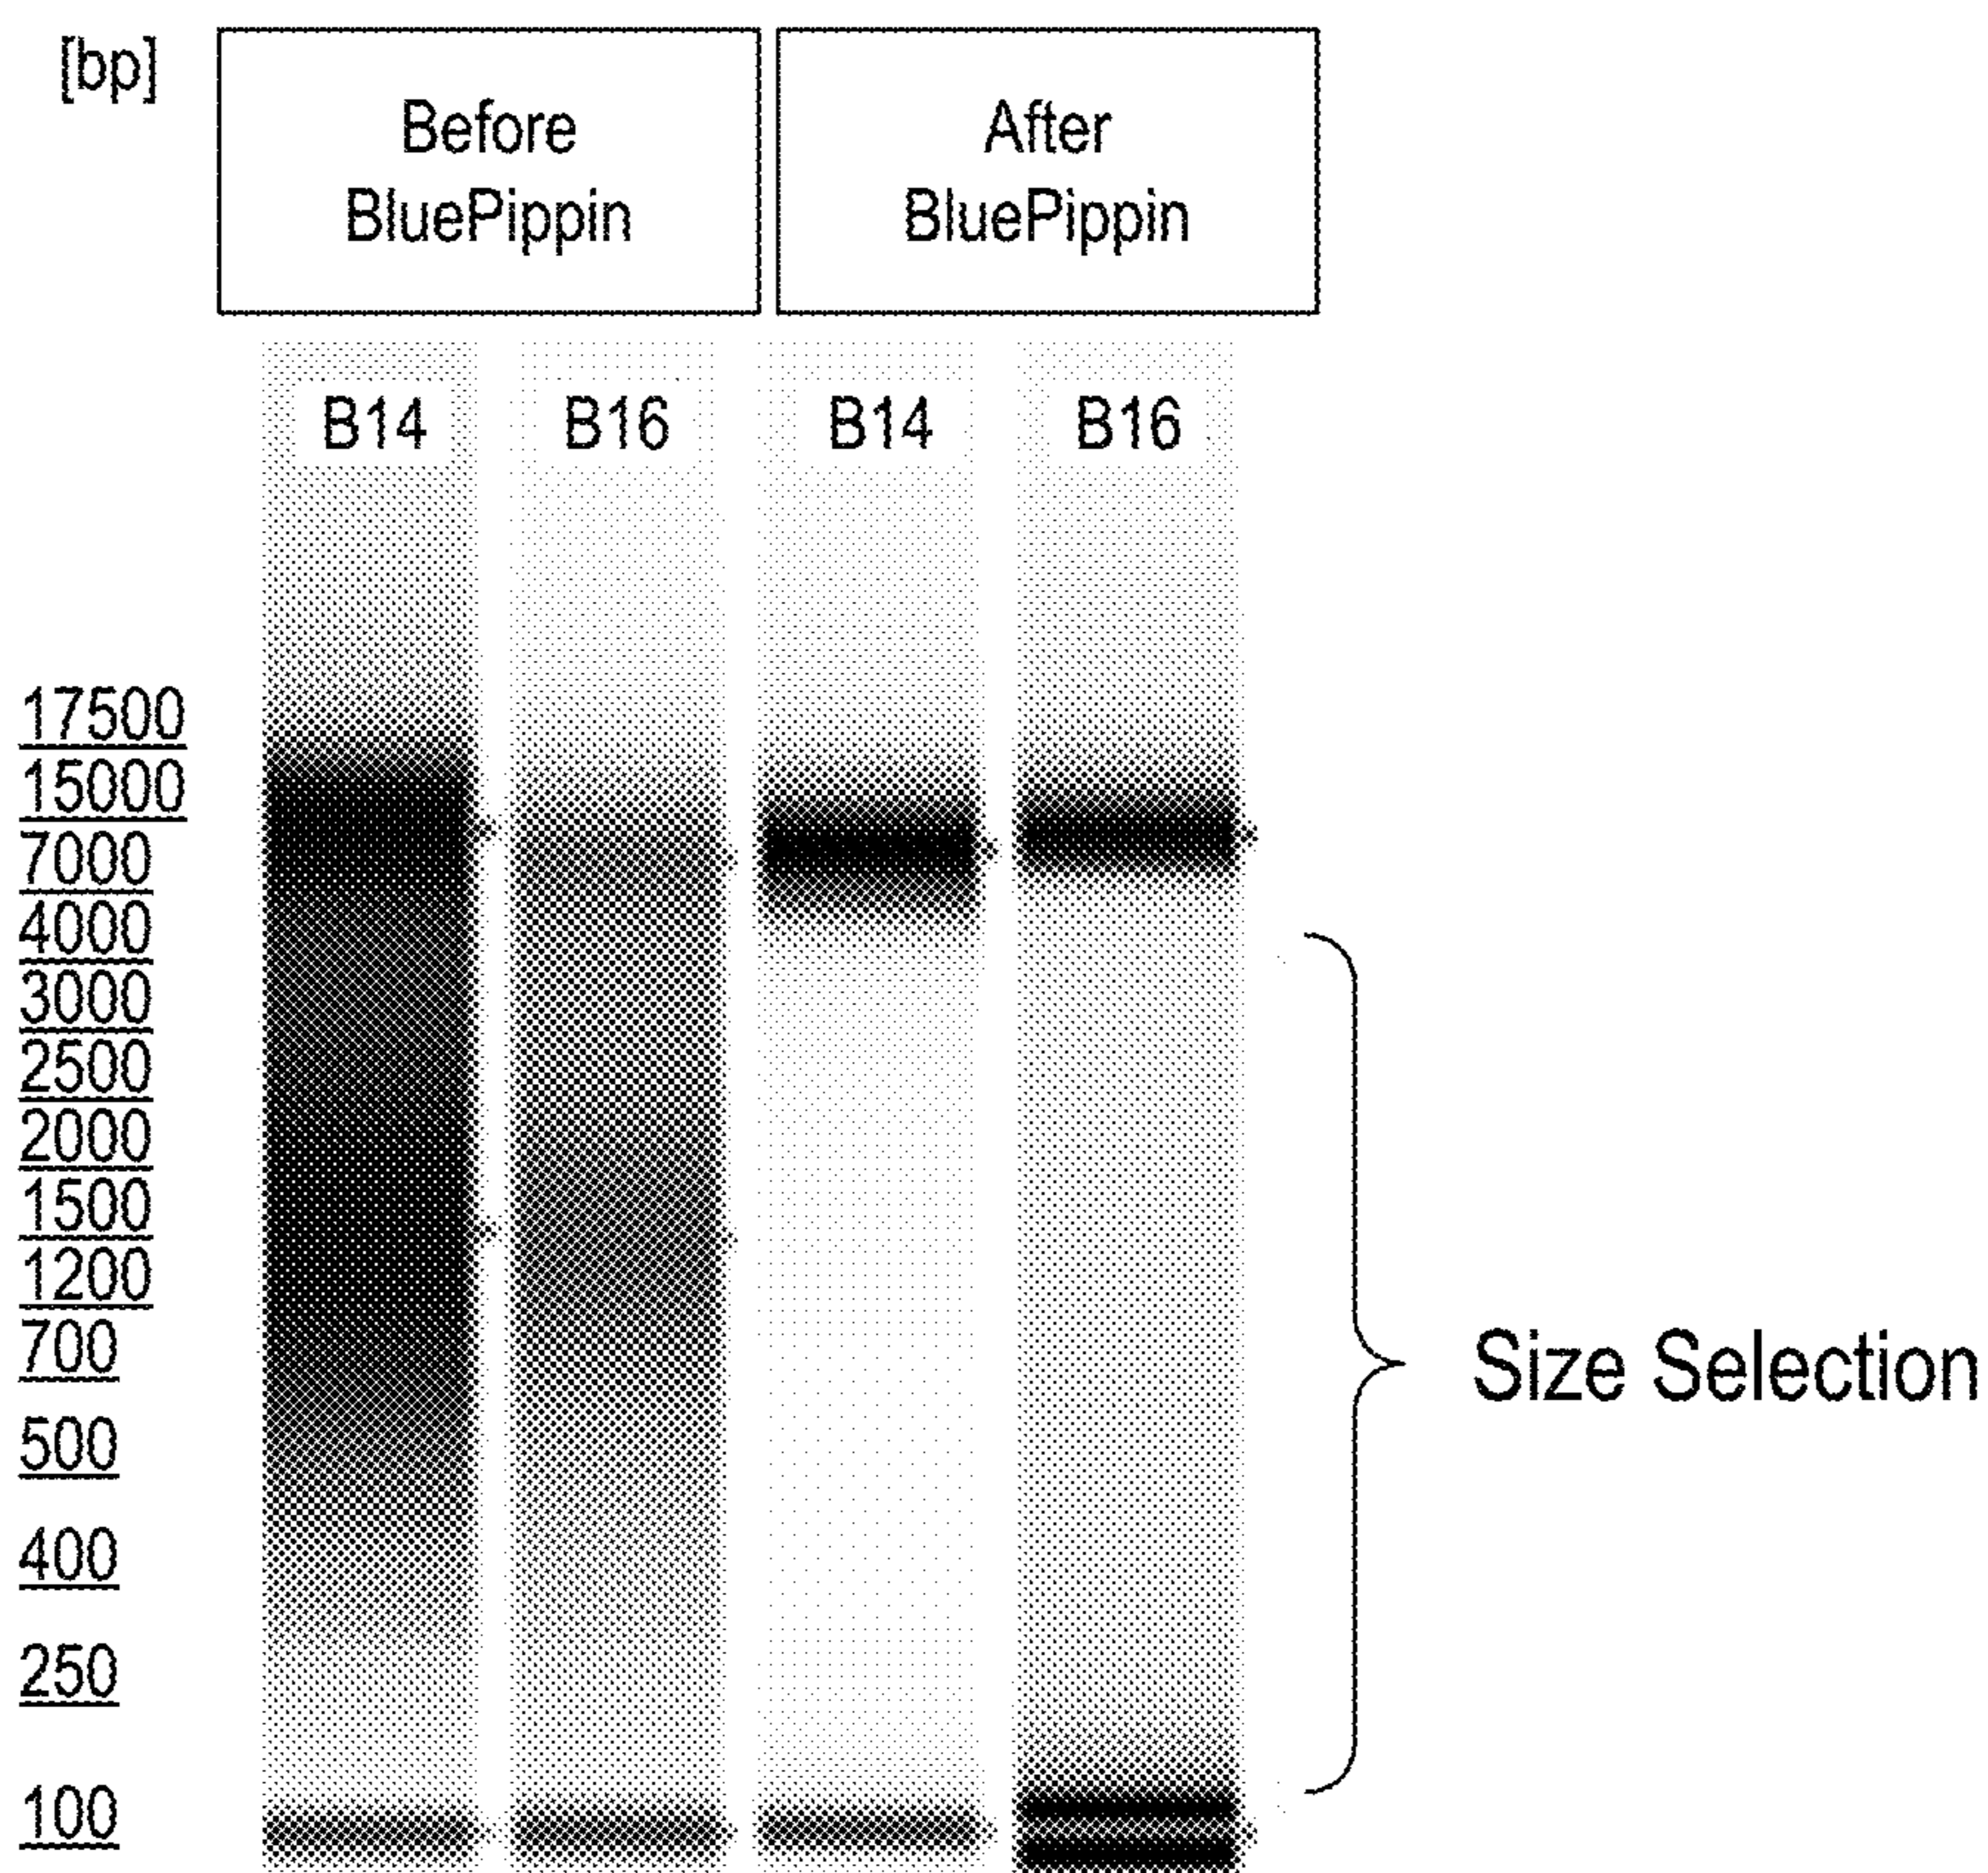 [bp]
Before
BluePippin
After
BluePippin
B14 B16 B14 B16
17500
15000
7000
4000
3000
2500
2000
1500
1200
700
500
400
250
100
Size Selection